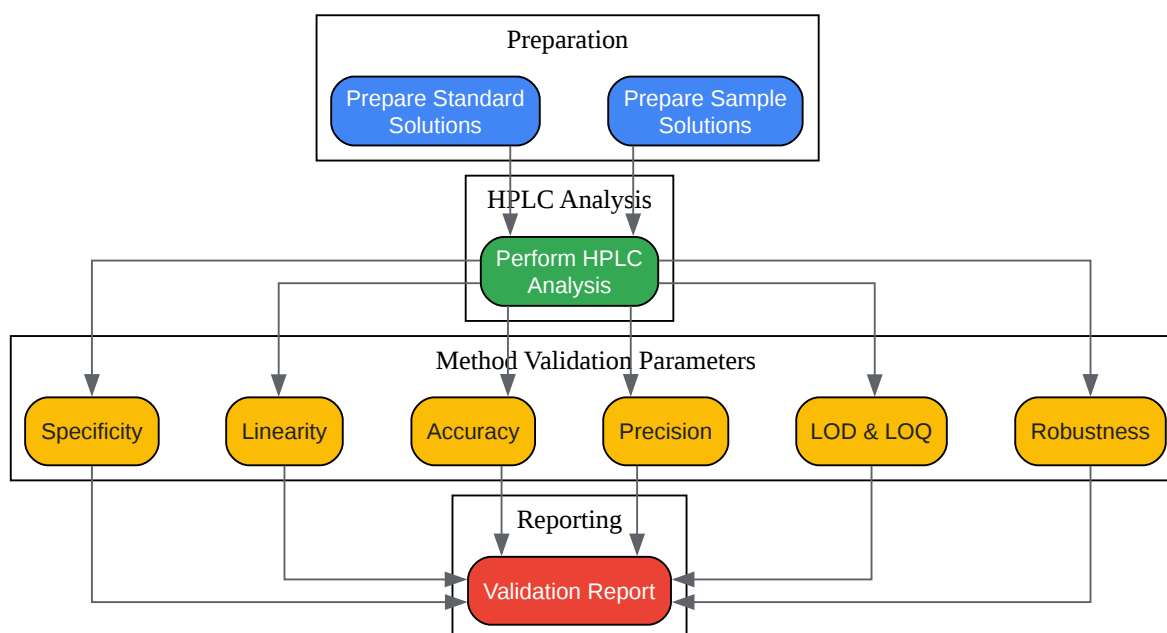 Preparation
Prepare Standard
Solutions
Prepare Sample
Solutions
HPLC Analysis
Perform HPLC
Analysis
Method Validation Parameters
Specificity
Linearity
Accuracy
Precision
LOD & LOQ
Robustness
Reporting
Validation Report